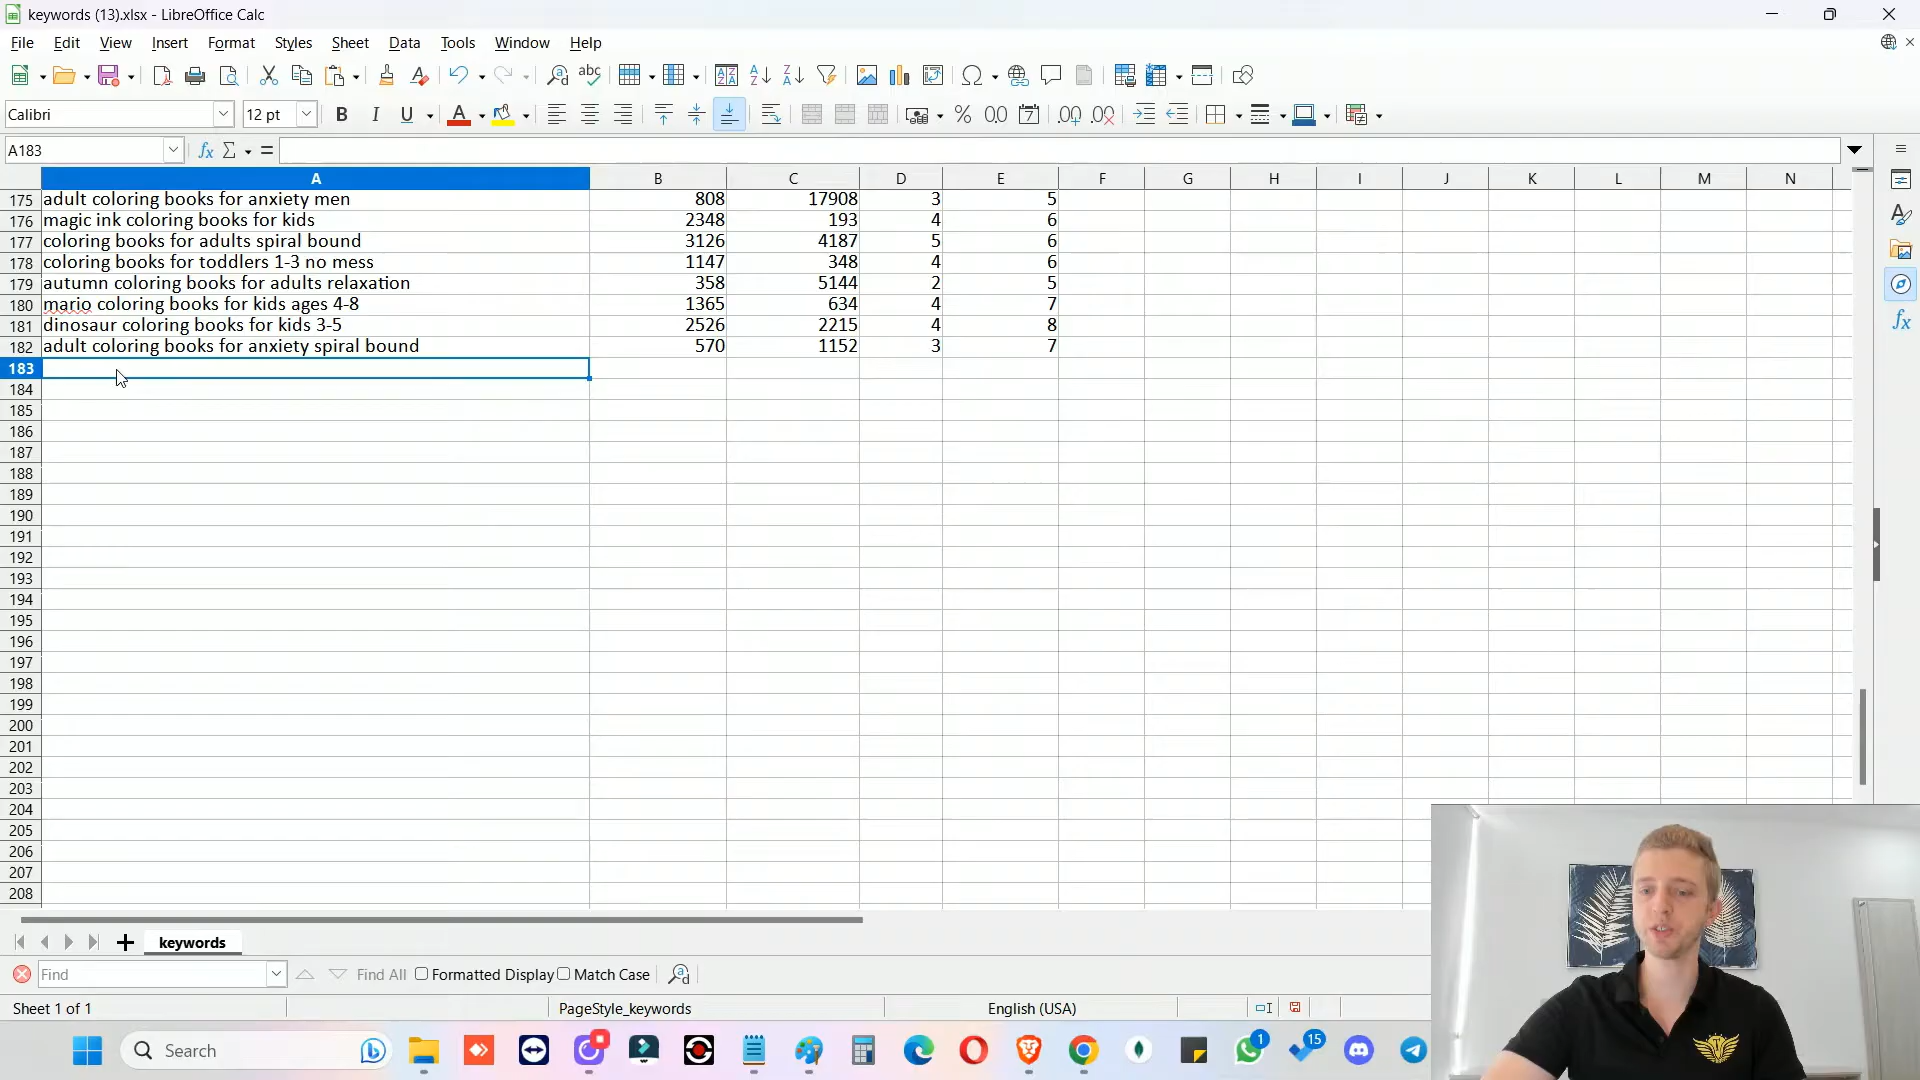 keywords (13).xlsx - LibreOffice Calc
File Edit View Insert Format Styles Sheet Data Tools Window Help
Calibri 12 pt B I U
A183
A B C D E F G H I J K L M N
175 adult coloring books for anxiety men 808 17908 3 5
176 magic ink coloring books for kids 2348 193 4 6
177 coloring books for adults spiral bound 3126 4187 5 6
178 coloring books for toddlers 1-3 no mess 1147 348 4 6
179 autumn coloring books for adults relaxation 358 5144 2 5
180 mario coloring books for kids ages 4-8 1365 634 4 7
181 dinosaur coloring books for kids 3-5 2526 2215 4 8
182 adult coloring books for anxiety spiral bound 570 1152 3 7
183
184
185
186
187
188
189
190
191
192
193
194
195
196
197
198
199
200
201
202
203
204
205
206
207
208
keywords
Find Find All Formatted Display Match Case
Sheet 1 of 1 PageStyle_keywords English (USA)
Search 1 15